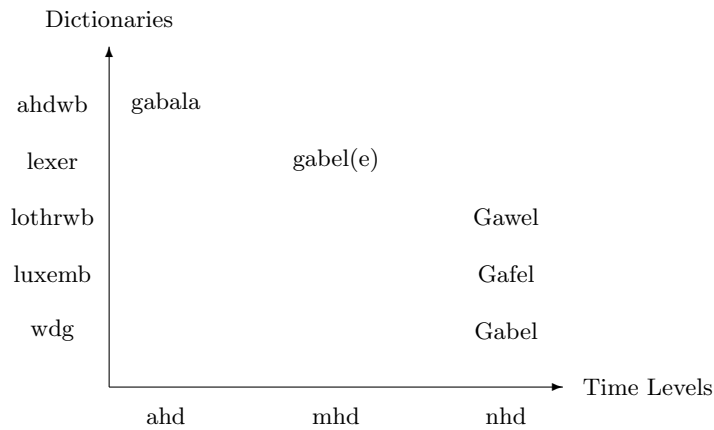 Dictionaries
ahdwb gabala
lexer gabel(e)
lothrwb Gawel
luxemb Gafel
wdg Gabel
Time Levels
ahd mhd nhd